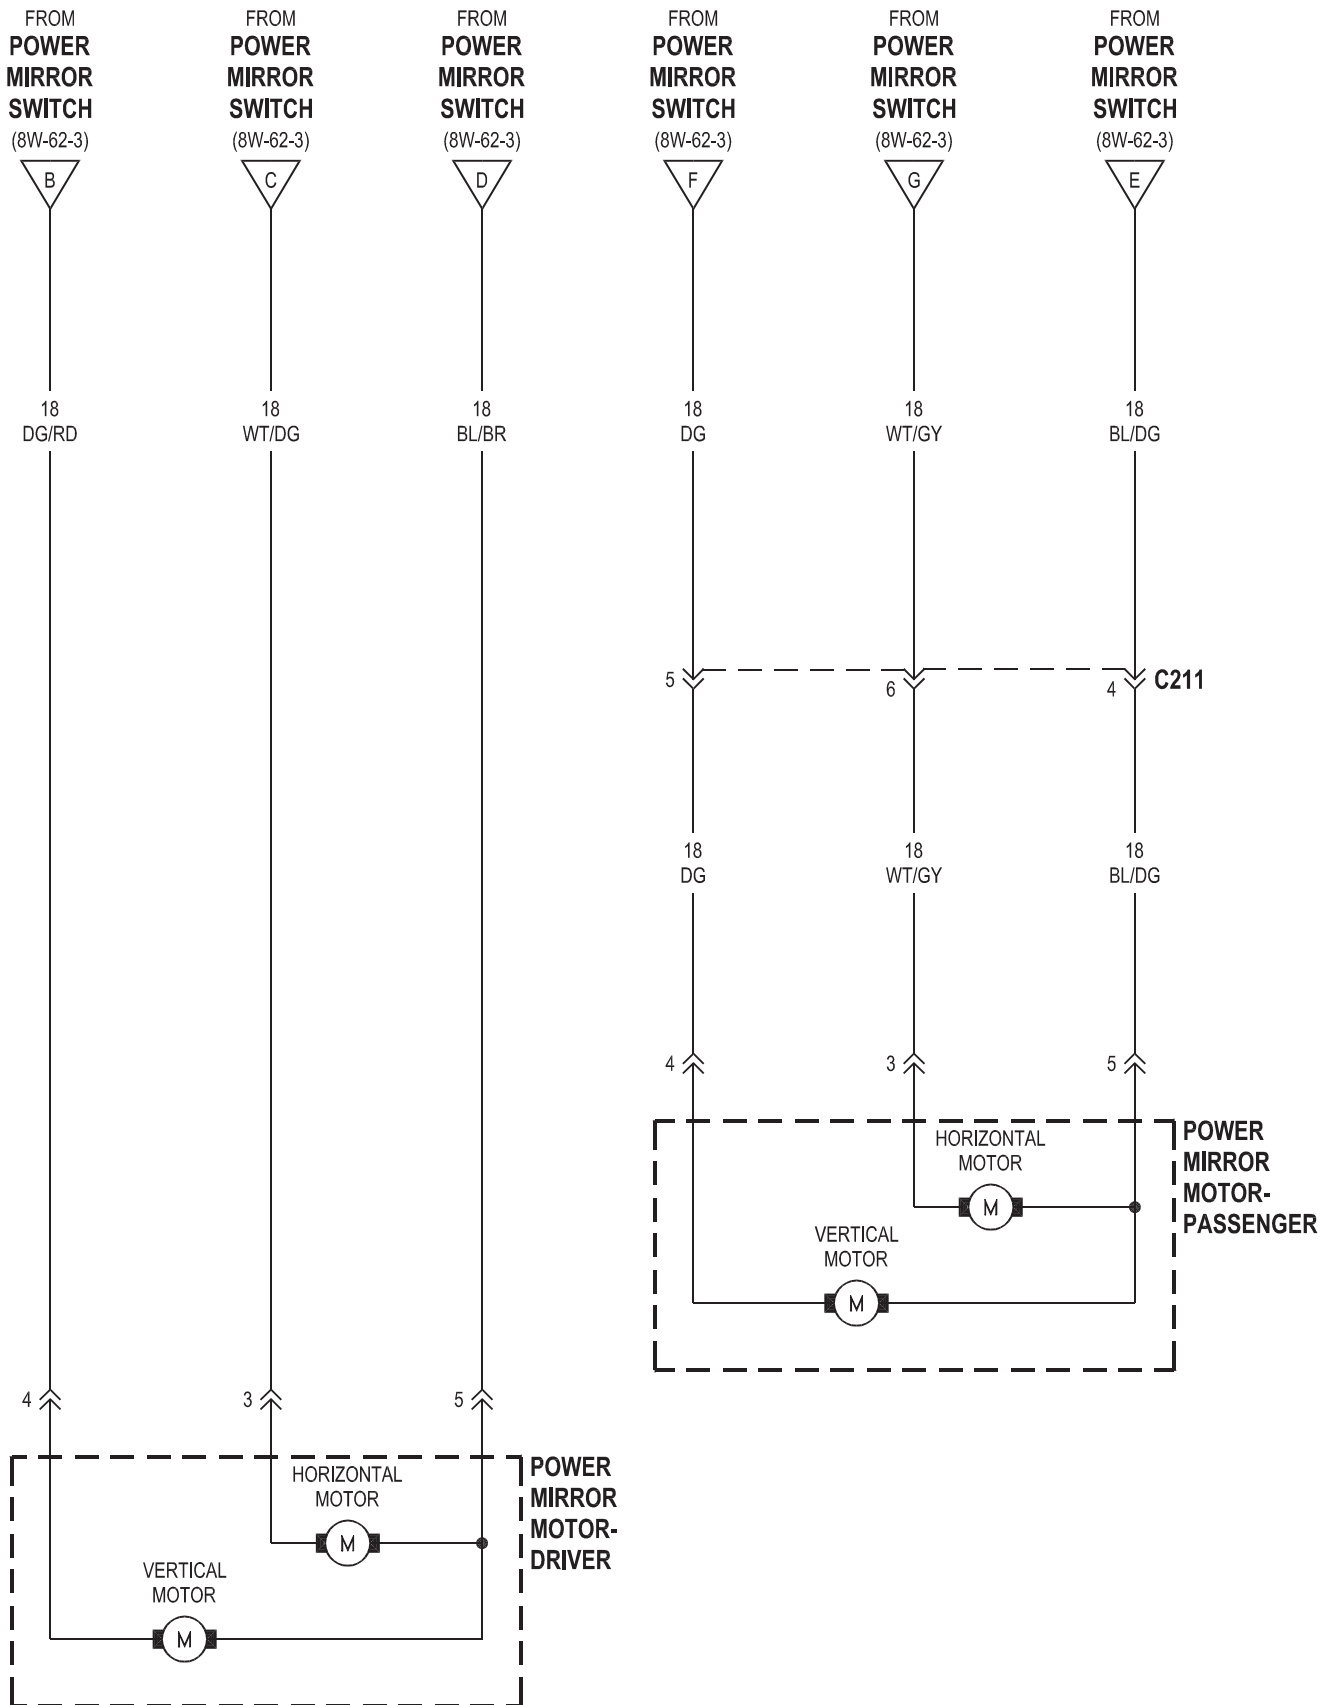 FROM
POWER
MIRROR
SWITCH
(8W-62-3)
B
FROM
POWER
MIRROR
SWITCH
(8W-62-3)
C
FROM
POWER
MIRROR
SWITCH
(8W-62-3)
D
FROM
POWER
MIRROR
SWITCH
(8W-62-3)
F
FROM
POWER
MIRROR
SWITCH
(8W-62-3)
G
FROM
POWER
MIRROR
SWITCH
(8W-62-3)
E
18
DG/RD
18
WT/DG
18
BL/BR
18
DG
18
WT/GY
18
BL/DG
5
6
4
C211
18
DG
18
WT/GY
18
BL/DG
4
3
5
HORIZONTAL
MOTOR
M
VERTICAL
MOTOR
M
POWER
MIRROR
MOTOR-
PASSENGER
4
3
5
HORIZONTAL
MOTOR
M
VERTICAL
MOTOR
M
POWER
MIRROR
MOTOR-
DRIVER